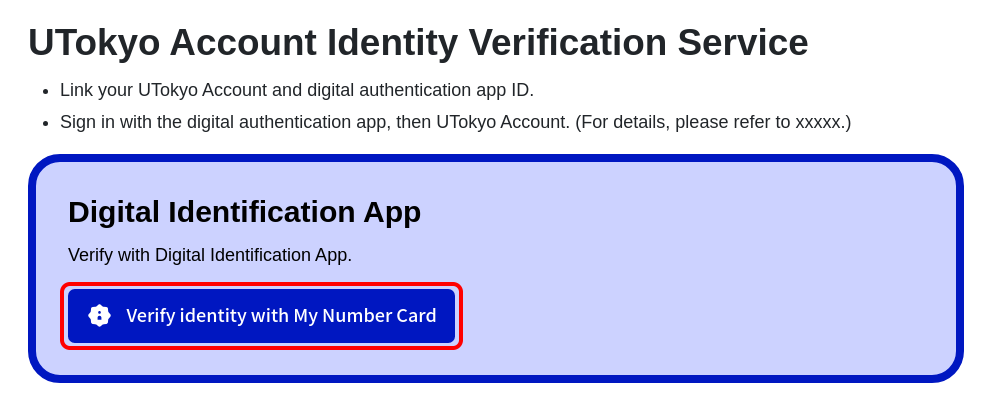 UTokyo Account Identity Verification Service
• Link your UTokyo Account and digital authentication app ID.
• Sign in with the digital authentication app, then UTokyo Account. (For details, please refer to xxxxx.)
Digital Identification App
Verify with Digital Identification App.
Verify identity with My Number Card